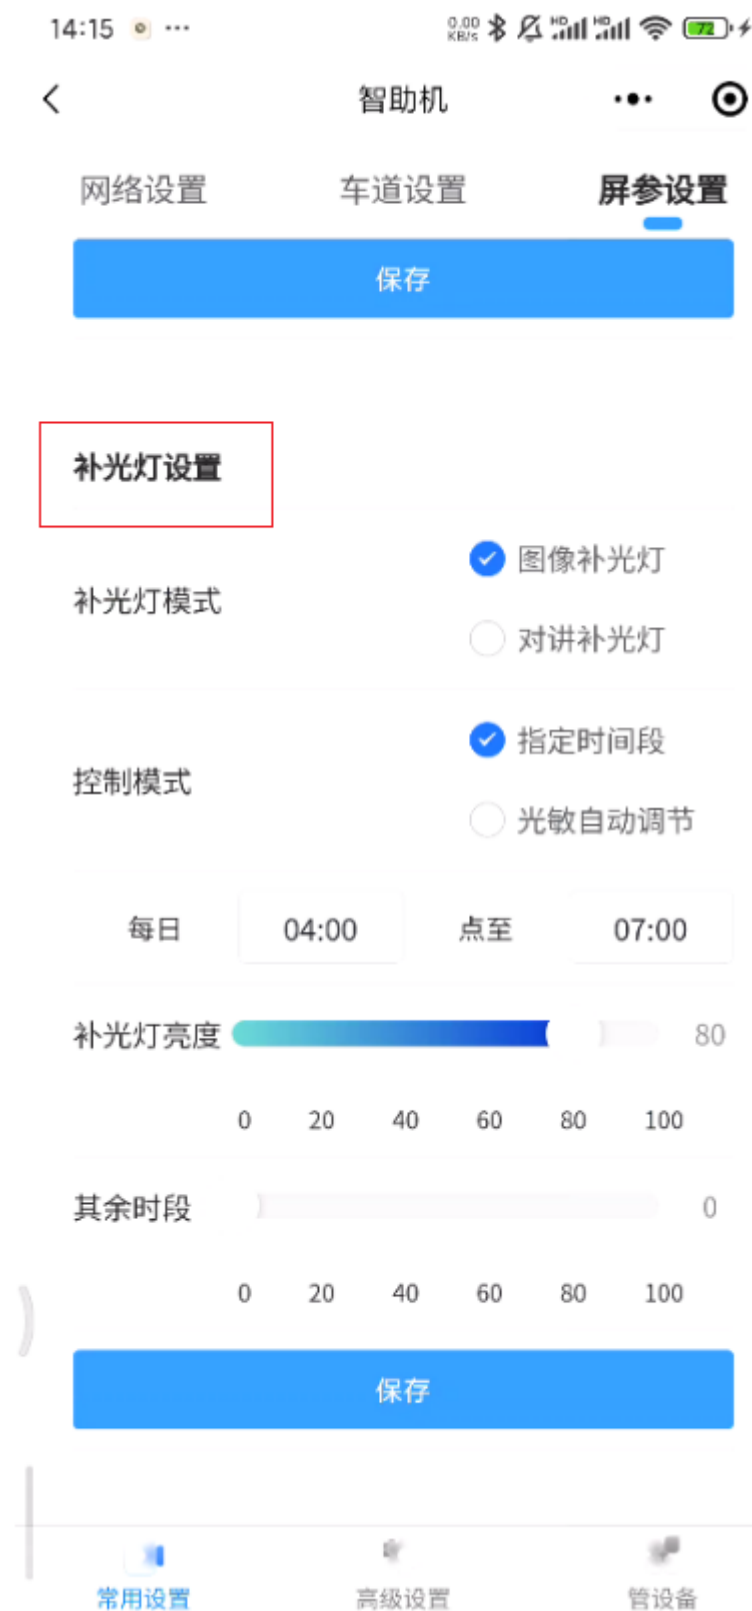 14:15 ... 0.00 KB/s HD HD 72
智助机
网络设置 车道设置 屏参设置
保存
补光灯设置
补光灯模式
图像补光灯
对讲补光灯
控制模式
指定时间段
光敏自动调节
每日 04:00 点至 07:00
补光灯亮度 80
0 20 40 60 80 100
其余时段 0
0 20 40 60 80 100
保存
常用设置 高级设置 管设备